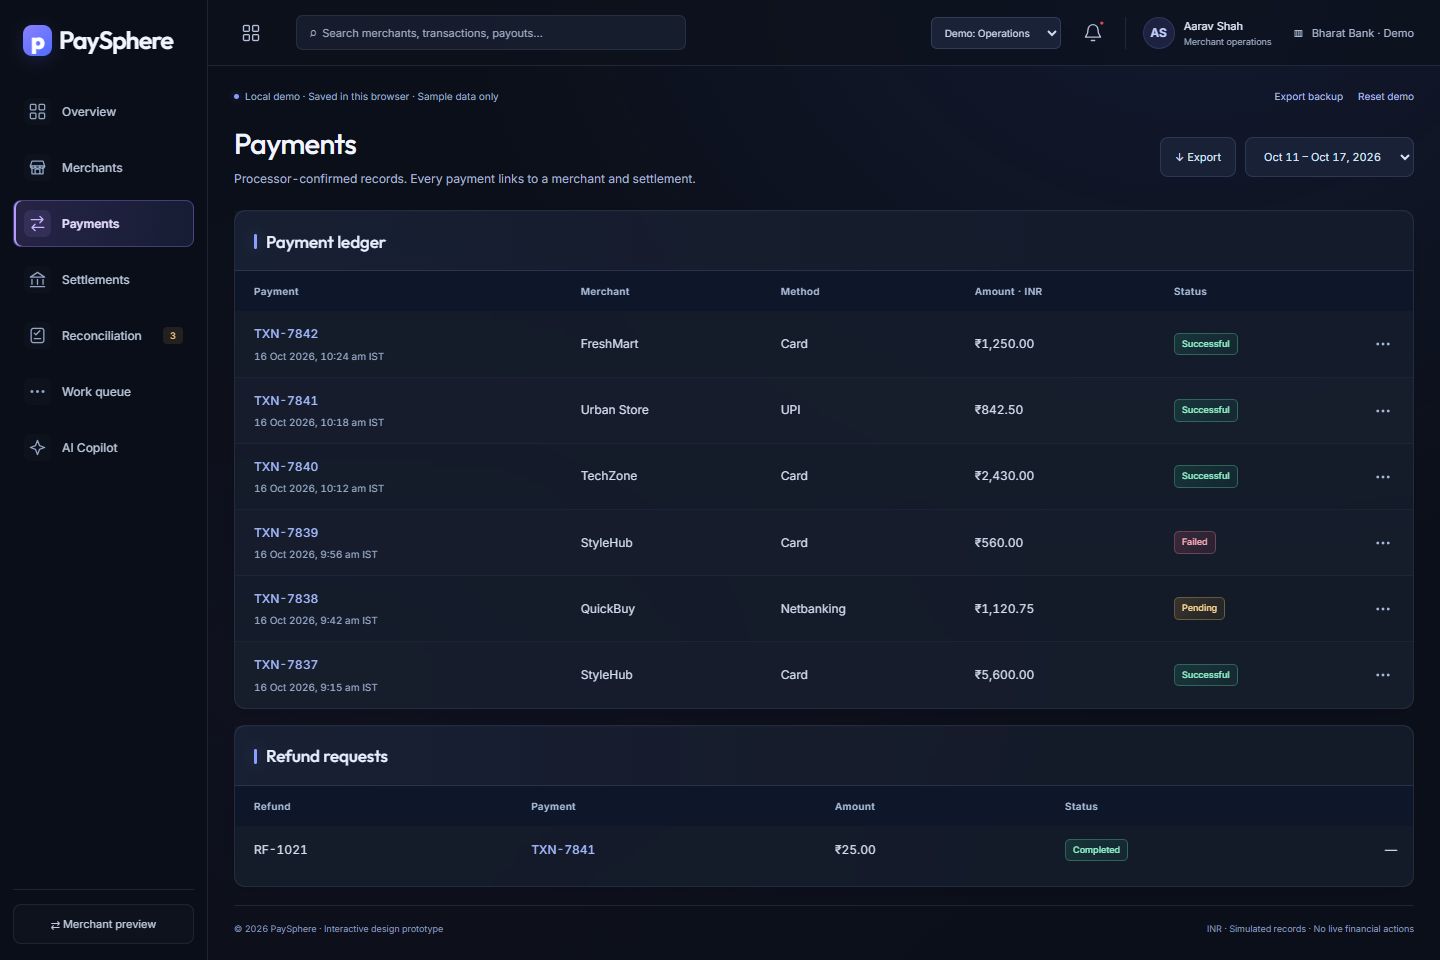 p PaySphere
Search merchants, transactions, payouts...
Demo: Operations
AS
Aarav Shah
Merchant operations
Bharat Bank · Demo
Overview
Merchants
Payments
Settlements
Reconciliation 3
Work queue
AI Copilot
⇄ Merchant preview
Local demo · Saved in this browser · Sample data only
Export backup Reset demo
Payments
Processor-confirmed records. Every payment links to a merchant and settlement.
↓ Export
Oct 11 – Oct 17, 2026
Payment ledger
Payment Merchant Method Amount · INR Status
TXN-7842
16 Oct 2026, 10:24 am IST
FreshMart Card ₹1,250.00 Successful ···
TXN-7841
16 Oct 2026, 10:18 am IST
Urban Store UPI ₹842.50 Successful ···
TXN-7840
16 Oct 2026, 10:12 am IST
TechZone Card ₹2,430.00 Successful ···
TXN-7839
16 Oct 2026, 9:56 am IST
StyleHub Card ₹560.00 Failed ···
TXN-7838
16 Oct 2026, 9:42 am IST
QuickBuy Netbanking ₹1,120.75 Pending ···
TXN-7837
16 Oct 2026, 9:15 am IST
StyleHub Card ₹5,600.00 Successful ···
Refund requests
Refund Payment Amount Status
RF-1021 TXN-7841 ₹25.00 Completed —
© 2026 PaySphere · Interactive design prototype
INR · Simulated records · No live financial actions